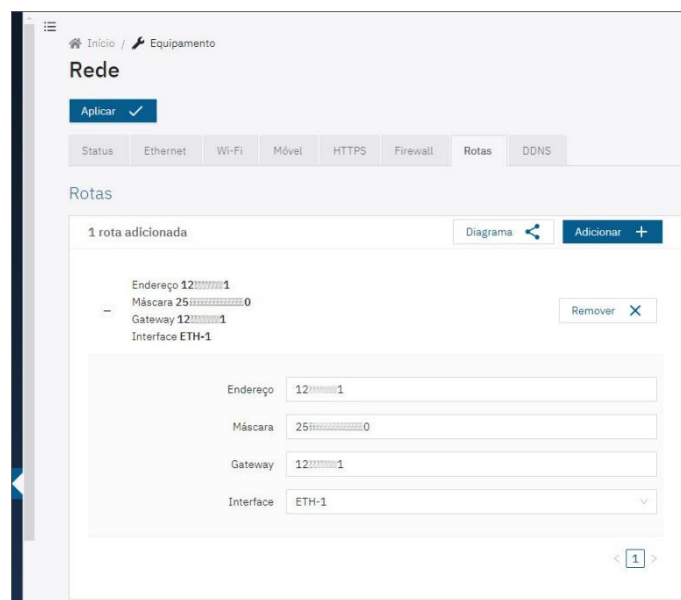 Início / Equipamento
Rede
Aplicar
Status Ethernet Wi-Fi Móvel HTTPS Firewall Rotas DDNS
Rotas
1 rota adicionada
Diagrama
Adicionar +
Endereço
Máscara
Gateway
Interface ETH-1
Remover X
Endereço
Máscara
Gateway
Interface ETH-1
< 1 >